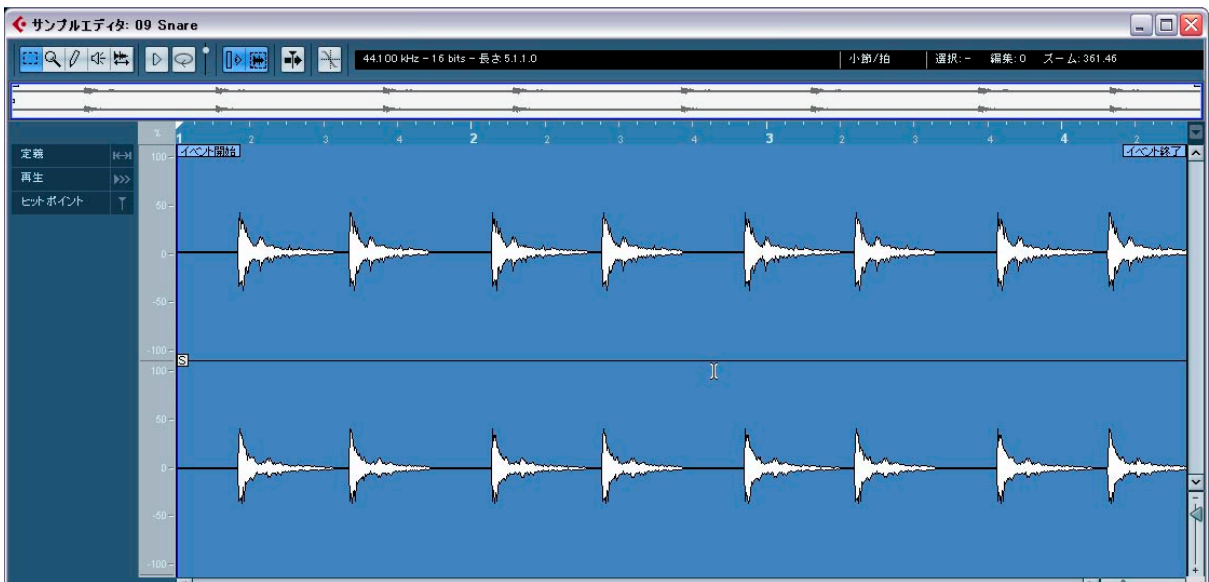 サンプルエディタ: 09 Snare
44.100 kHz - 16 bits - 長さ 5.1.1.0 小節/拍 選択: - 編集: 0 ズーム: 361.46
1 2 3 4 2 2 3 4 3 2 3 4 4 2
定義
再生
ヒットポイント
イベント開始 イベント終了
100
50
0
-50
-100
S
100
50
0
-50
-100